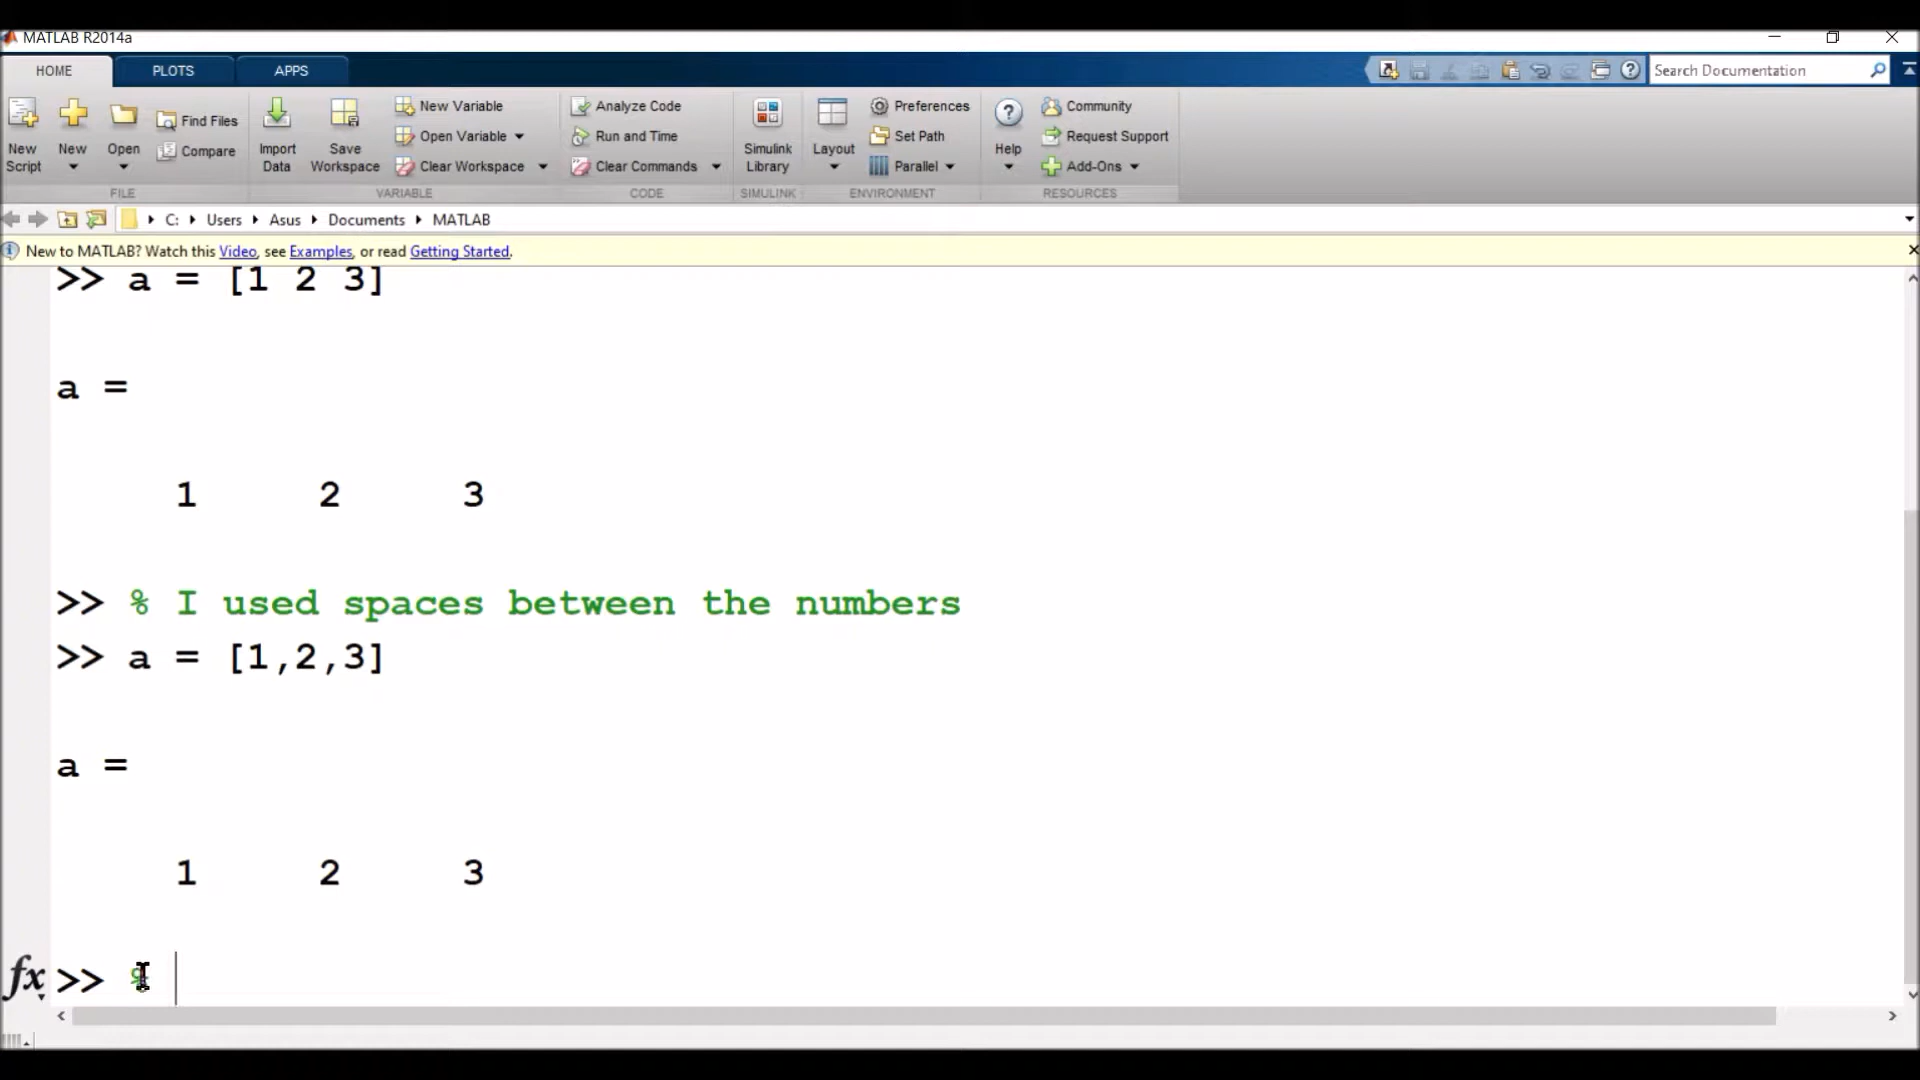 MATLAB R2014a
HOME PLOTS APPS
Search Documentation
New Script New Open Find Files Compare
Import Data Save Workspace New Variable Open Variable Clear Workspace
Analyze Code Run and Time Clear Commands
Simulink Library Layout Preferences Set Path Parallel
Help Community Request Support Add-Ons
FILE VARIABLE CODE SIMULINK ENVIRONMENT RESOURCES
C: Users Asus Documents MATLAB
New to MATLAB? Watch this Video, see Examples, or read Getting Started.
>> a = [1 2 3]
a =
1 2 3
>> % I used spaces between the numbers
>> a = [1,2,3]
a =
1 2 3
fx >> %